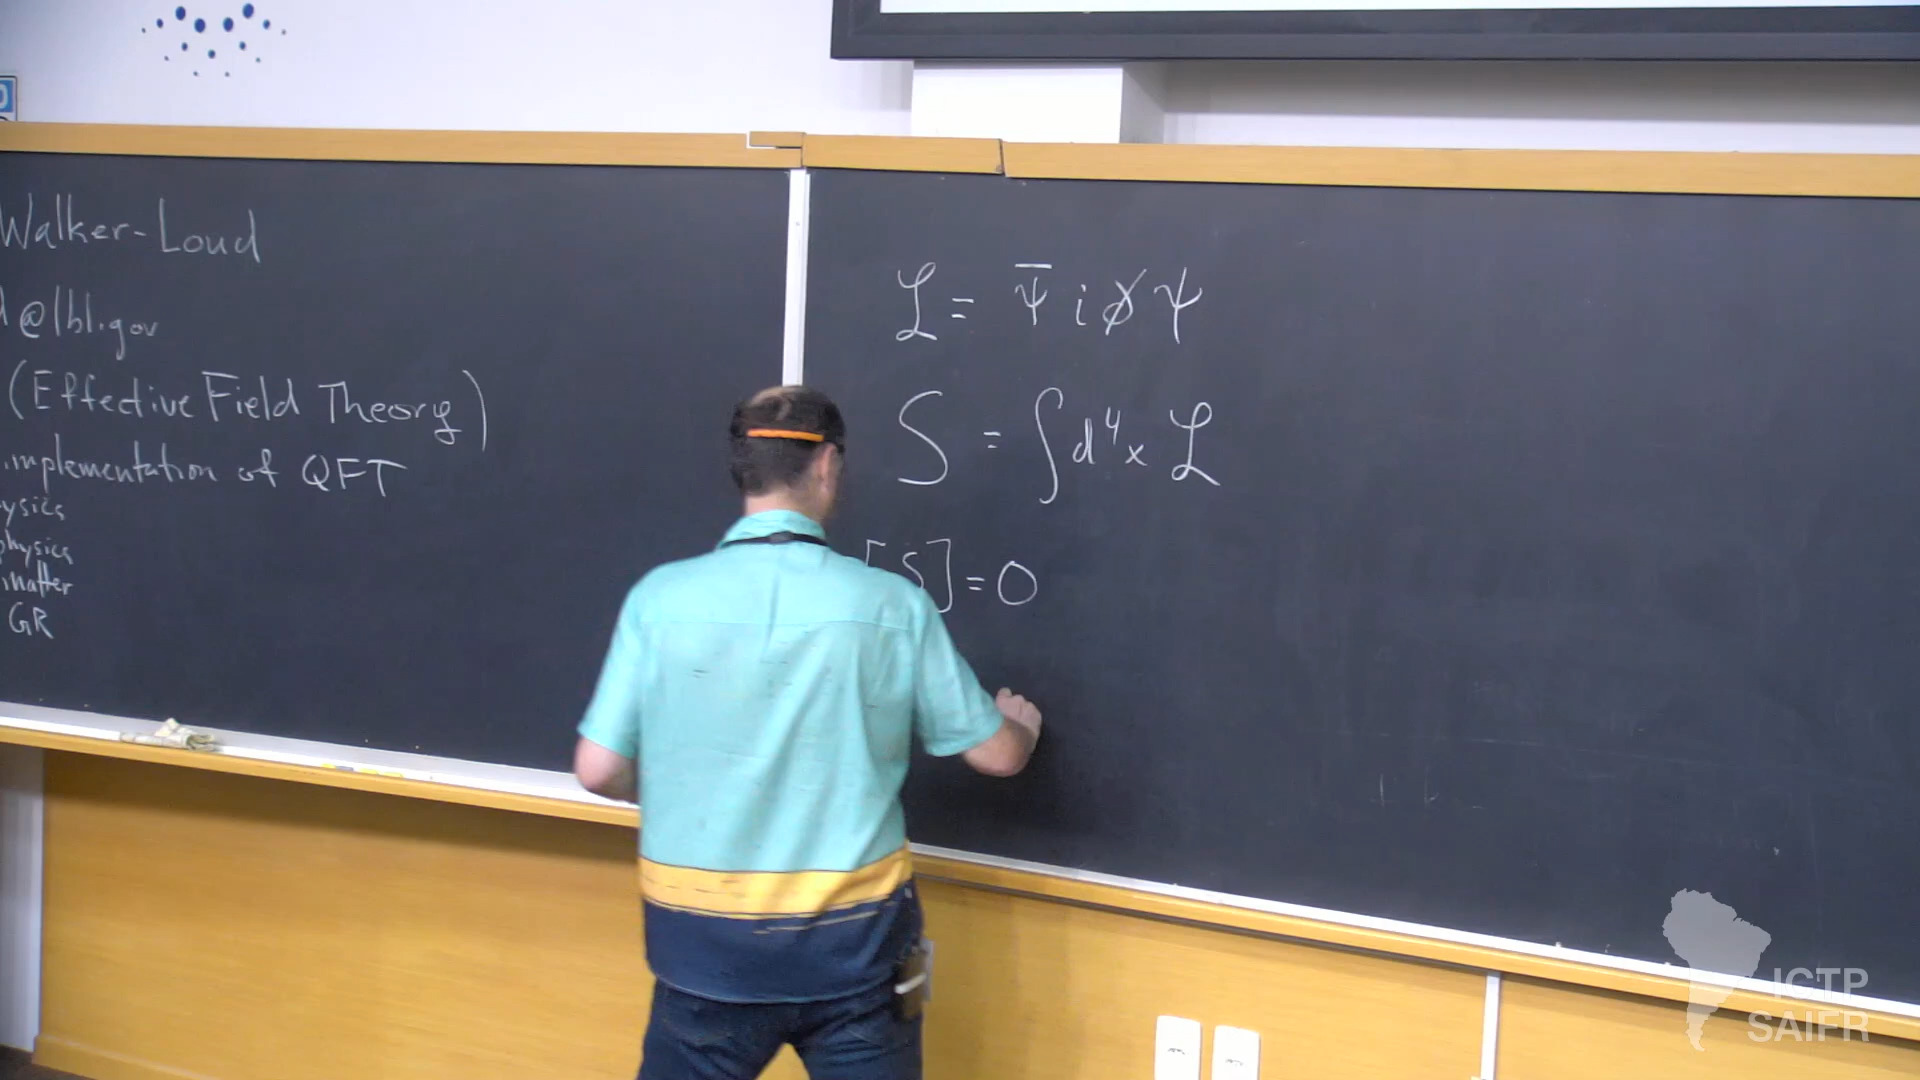 Walker-Loud
@lbl.gov
(Effective Field Theory)
implementation of QFT
ysics
physics
matter
GR
ℒ = ψ̄ i ∂̸ ψ
S = ∫d⁴x ℒ
[S] = 0
ICTP
SAIFR